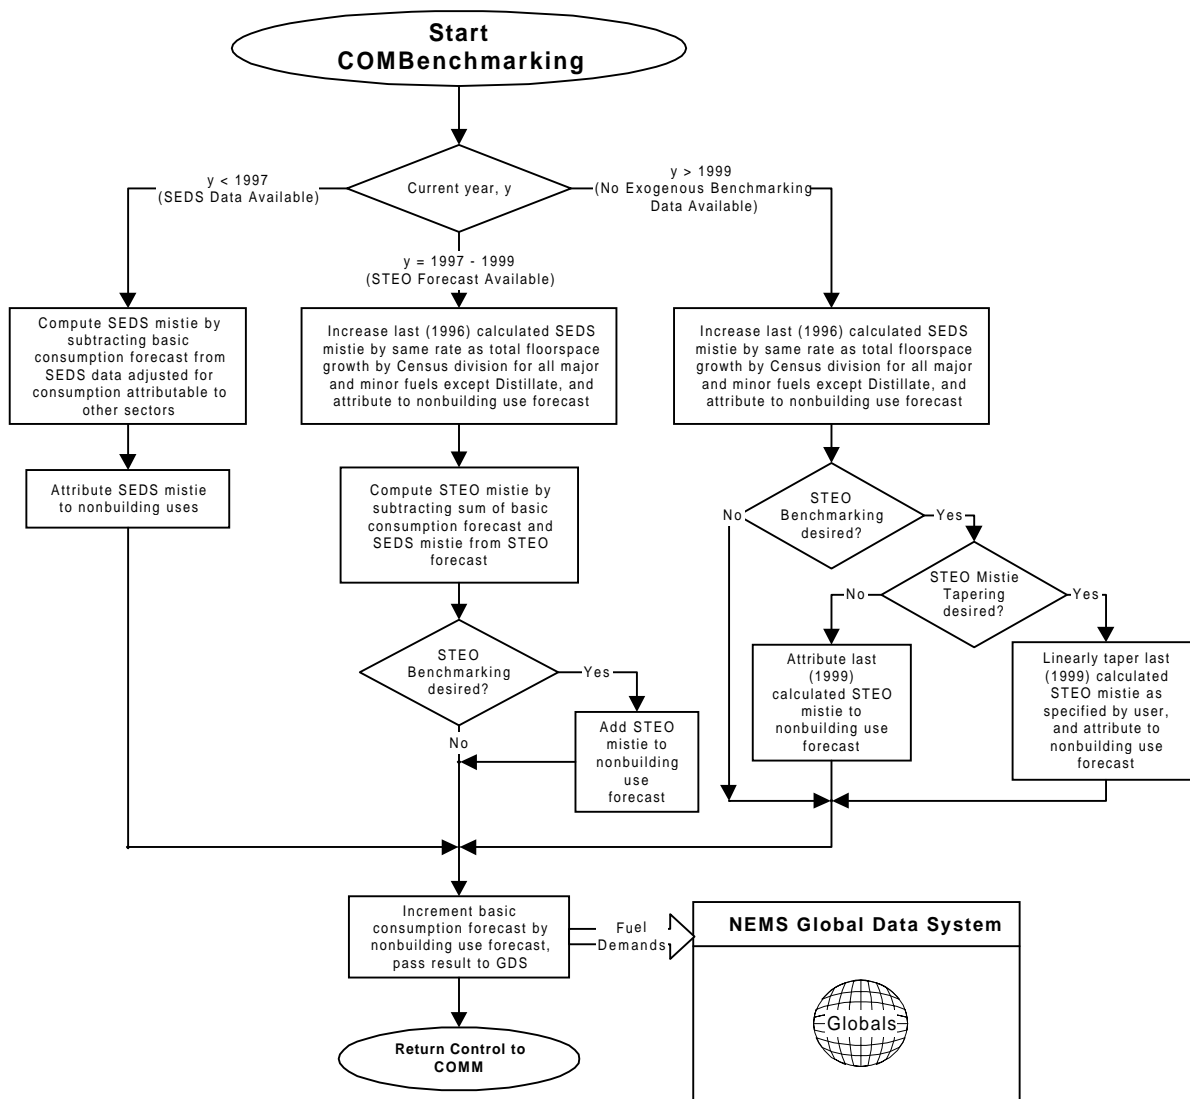 Start
COMBenchmarking
Current year, y
y < 1997
(SEDS Data Available)
y > 1999
(No Exogenous Benchmarking
Data Available)
y = 1997 - 1999
(STEO Forecast Available)
Compute SEDS mistie by
subtracting basic
consumption forecast from
SEDS data adjusted for
consumption attributable to
other sectors
Attribute SEDS mistie
to nonbuilding uses
Increase last (1996) calculated SEDS
mistie by same rate as total floorspace
growth by Census division for all major
and minor fuels except Distillate, and
attribute to nonbuilding use forecast
Compute STEO mistie by
subtracting sum of basic
consumption forecast and
SEDS mistie from STEO
forecast
STEO
Benchmarking
desired?
Yes
No
Add STEO
mistie to
nonbuilding
use
forecast
Increase last (1996) calculated SEDS
mistie by same rate as total floorspace
growth by Census division for all major
and minor fuels except Distillate, and
attribute to nonbuilding use forecast
STEO
Benchmarking
desired?
No
Yes
STEO Mistie
Tapering
desired?
No
Yes
Attribute last
(1999)
calculated STEO
mistie to
nonbuilding use
forecast
Linearly taper last
(1999) calculated
STEO mistie as
specified by user,
and attribute to
nonbuilding use
forecast
Increment basic
consumption forecast by
nonbuilding use forecast,
pass result to GDS
Fuel
Demands
NEMS Global Data System
Globals
Return Control to
COMM